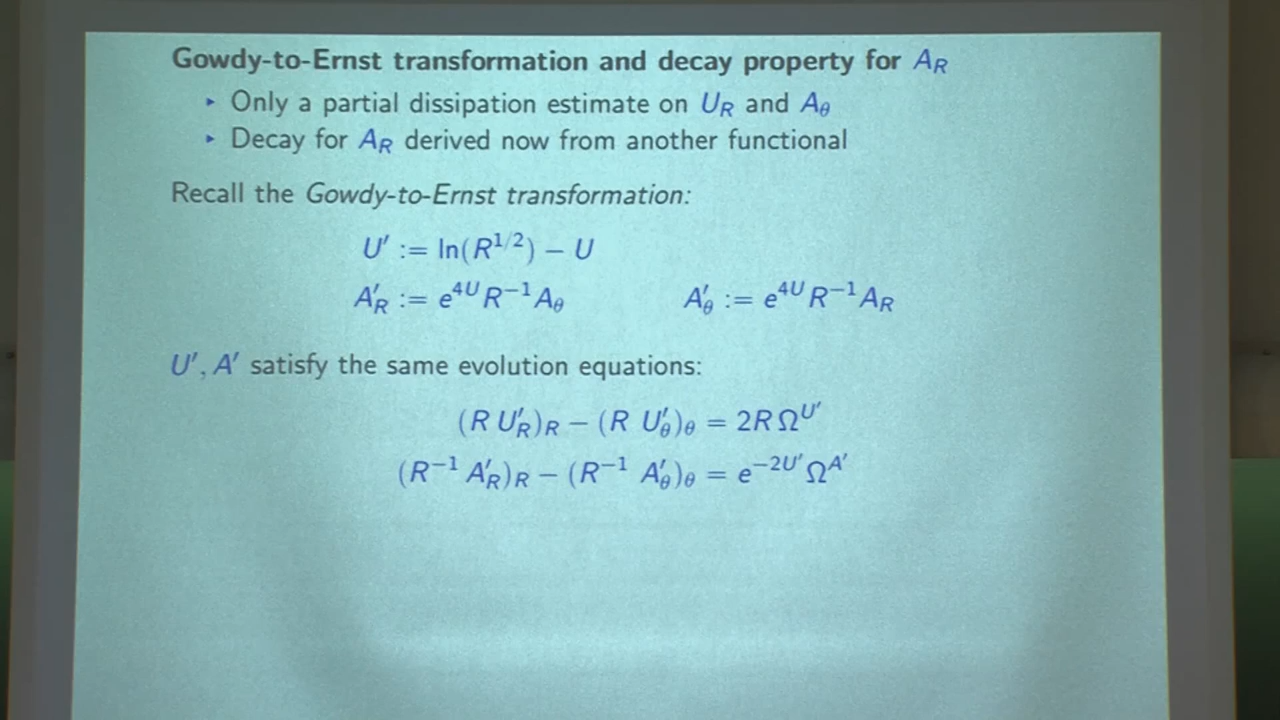 Gowdy-to-Ernst transformation and decay property for A_R
▸ Only a partial dissipation estimate on U_R and A_θ
▸ Decay for A_R derived now from another functional
Recall the Gowdy-to-Ernst transformation:
U′ := ln(R^{1/2}) − U
A′_R := e^{4U} R^{−1} A_θ    A′_θ := e^{4U} R^{−1} A_R
U′, A′ satisfy the same evolution equations:
(R U′_R)_R − (R U′_θ)_θ = 2R Ω^{U′}
(R^{−1} A′_R)_R − (R^{−1} A′_θ)_θ = e^{−2U′} Ω^{A′}